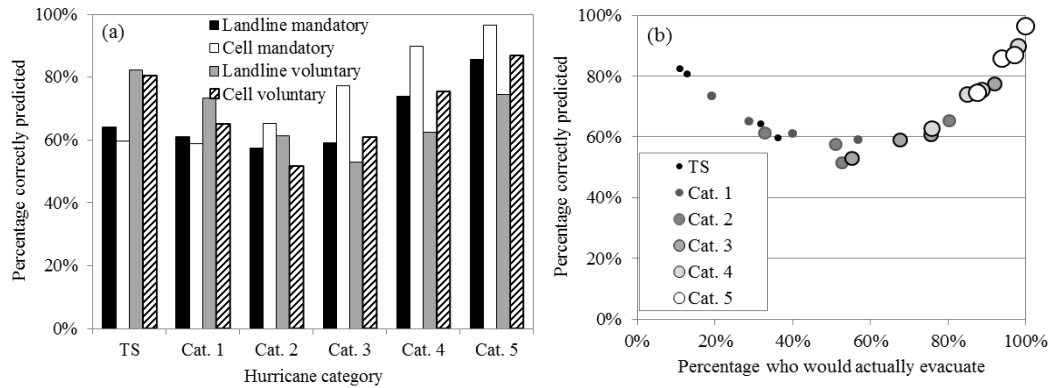 (a)
Landline mandatory
Cell mandatory
Landline voluntary
Cell voluntary
Percentage correctly predicted
100%
80%
60%
40%
20%
0%
TS Cat. 1 Cat. 2 Cat. 3 Cat. 4 Cat. 5
Hurricane category
(b)
Percentage correctly predicted
100%
80%
60%
40%
20%
0%
TS
Cat. 1
Cat. 2
Cat. 3
Cat. 4
Cat. 5
0% 20% 40% 60% 80% 100%
Percentage who would actually evacuate